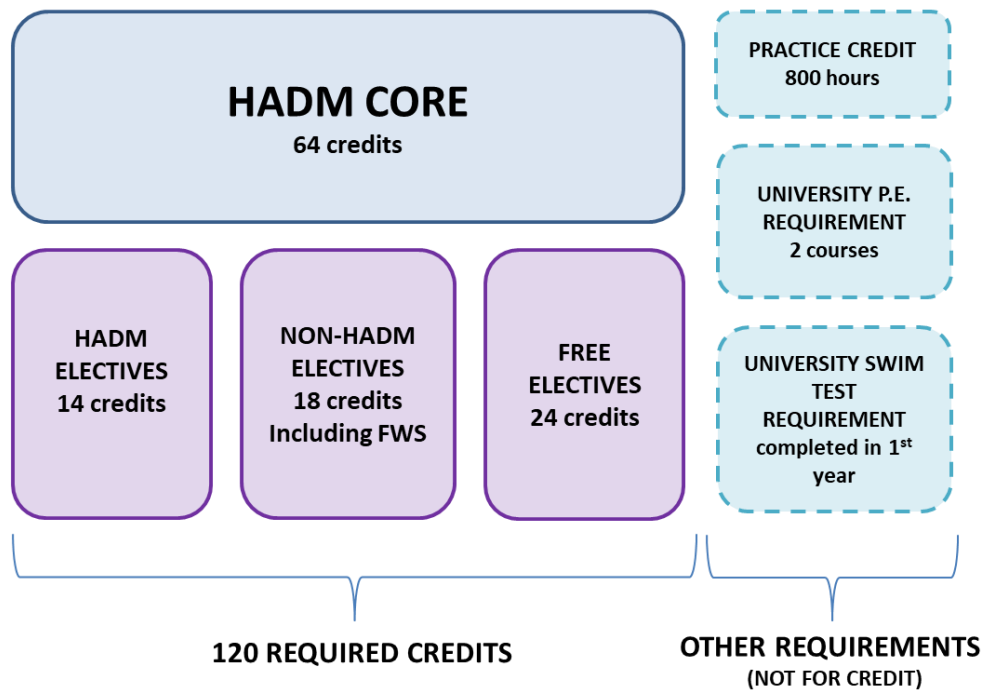 HADM CORE
64 credits
PRACTICE CREDIT
800 hours
UNIVERSITY P.E.
REQUIREMENT
2 courses
HADM
ELECTIVES
14 credits
NON-HADM
ELECTIVES
18 credits
Including FWS
FREE
ELECTIVES
24 credits
UNIVERSITY SWIM
TEST
REQUIREMENT
completed in 1st
year
120 REQUIRED CREDITS
OTHER REQUIREMENTS
(NOT FOR CREDIT)